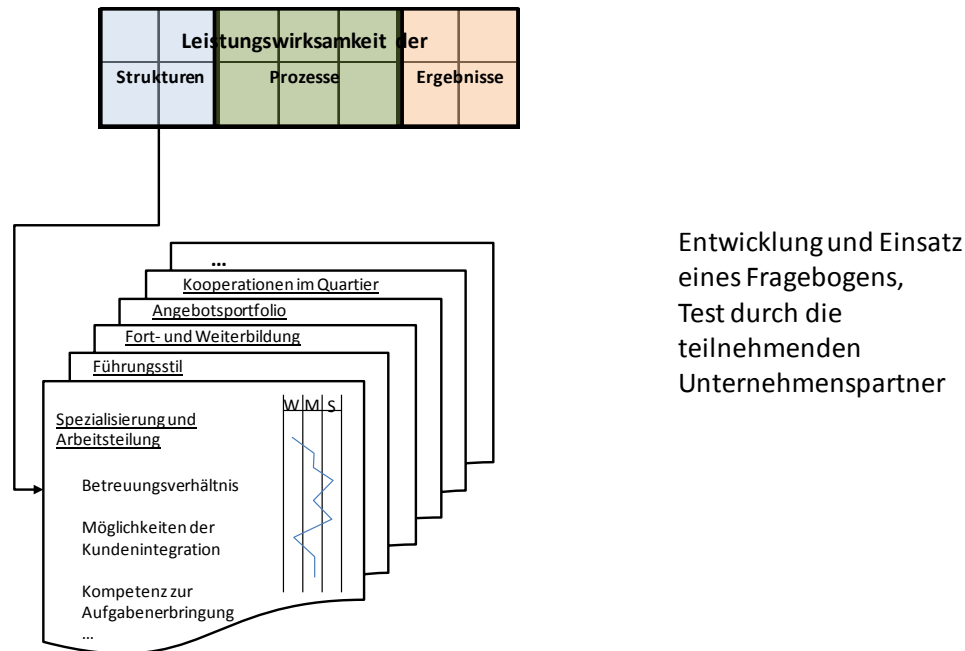 Leistungswirksamkeit der
Strukturen Prozesse Ergebnisse
...
Kooperationen im Quartier
Angebotsportfolio
Fort- und Weiterbildung
Führungsstil
W M S
Spezialisierung und
Arbeitsteilung
Betreuungsverhältnis
Möglichkeiten der
Kundenintegration
Kompetenz zur
Aufgabenerbringung
...
Entwicklung und Einsatz
eines Fragebogens,
Test durch die
teilnehmenden
Unternehmenspartner